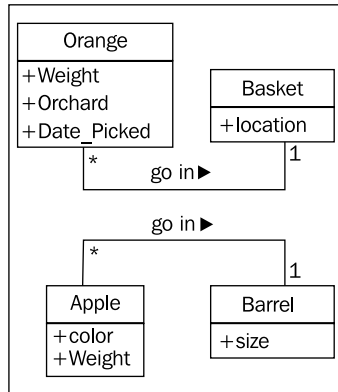 Orange
+Weight
+Orchard
+Date_Picked
Basket
+location
* 1
go in▶
go in▶
* 1
Apple
+color
+Weight
Barrel
+size